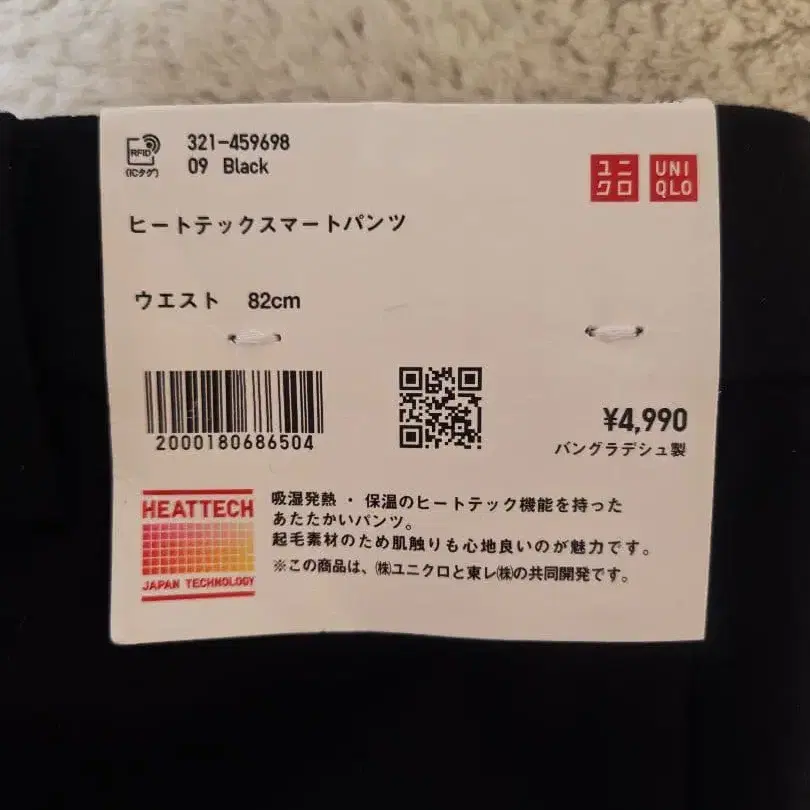 RFID
(ICタグ)
321-459698
09 Black
ユニクロ
UNIQLO
ヒートテックスマートパンツ
ウエスト 82cm
2000180686504
¥4,990
バングラデシュ製
HEATTECH
JAPAN TECHNOLOGY
吸湿発熱・保温のヒートテック機能を持った
あたたかいパンツ。
起毛素材のため肌触りも心地良いのが魅力です。
※この商品は、㈱ユニクロと東レ㈱の共同開発です。